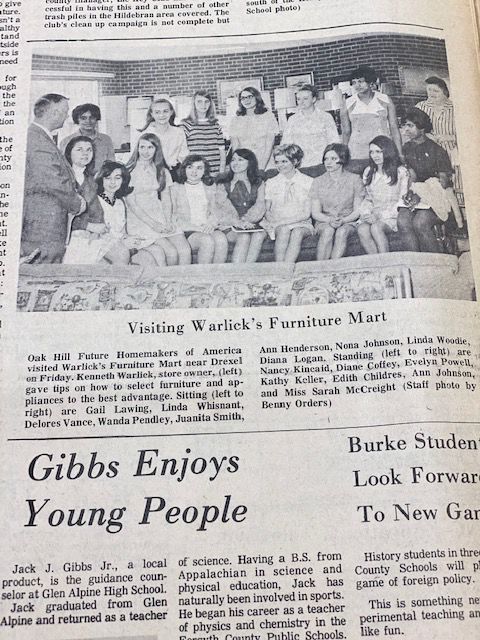 cessful in having this and a number of other
trash piles in the Hildebran area covered. The
club's clean up campaign is not complete but
School photo)
Visiting Warlick's Furniture Mart
Oak Hill Future Homemakers of America
visited Warlick's Furniture Mart near Drexel
on Friday. Kenneth Warlick, store owner, (left)
gave tips on how to select furniture and ap-
pliances to the best advantage. Sitting (left to
right) are Gail Lawing, Linda Whisnant,
Delores Vance, Wanda Pendley, Juanita Smith,
Ann Henderson, Nona Johnson, Linda Woodie,
Diana Logan. Standing (left to right) are
Nancy Kincaid, Diane Coffey, Evelyn Powell,
Kathy Keller, Edith Childres, Ann Johnson,
and Miss Sarah McCreight (Staff photo by
Benny Orders)
Gibbs Enjoys
Young People
Jack J. Gibbs Jr., a local
product, is the guidance coun-
selor at Glen Alpine High School.
Jack graduated from Glen
Alpine and returned as a teacher
of science. Having a B.S. from
Appalachian in science and
physical education, Jack has
naturally been involved in sports.
He began his career as a teacher
of physics and chemistry in the
Forsyth County Public Schools
Burke Studen
Look Forwar
To New Gar
History students in thre
County Schools will pl
game of foreign policy.
This is something ne
perimental teaching a
like fun.